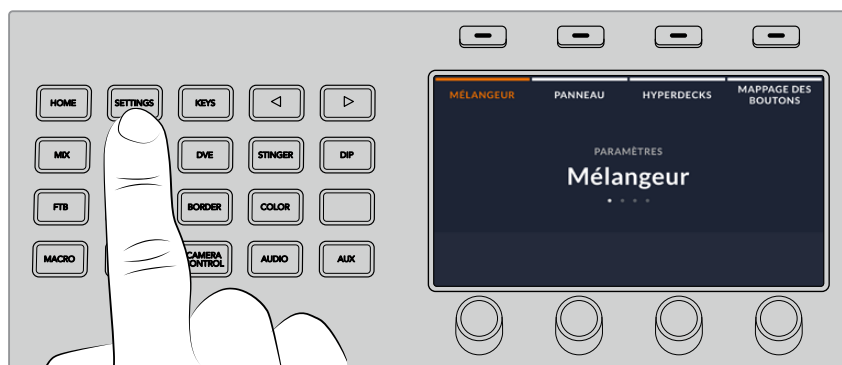 HOME SETTINGS KEYS
MIX DVE STINGER DIP
FTB BORDER COLOR
MACRO CAMERA AUDIO AUX
CONTROL
MÉLANGEUR PANNEAU HYPERDECKS MAPPAGE DES
BOUTONS
PARAMÈTRES
Mélangeur